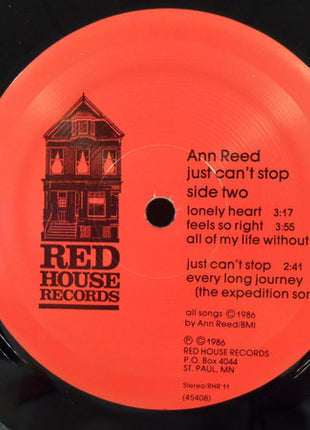 RED
HOUSE
RECORDS
Ann Reed
just can't stop
side two
lonely heart 3:17
feels so right 3:55
all of my life without
just can't stop 2:41
every long journey
(the expedition son
all songs ©1986
by Ann Reed/BMI
℗ ©1986
RED HOUSE RECORDS
P.O. Box 4044
ST. PAUL, MN
Stereo/RHR 11
(45408)